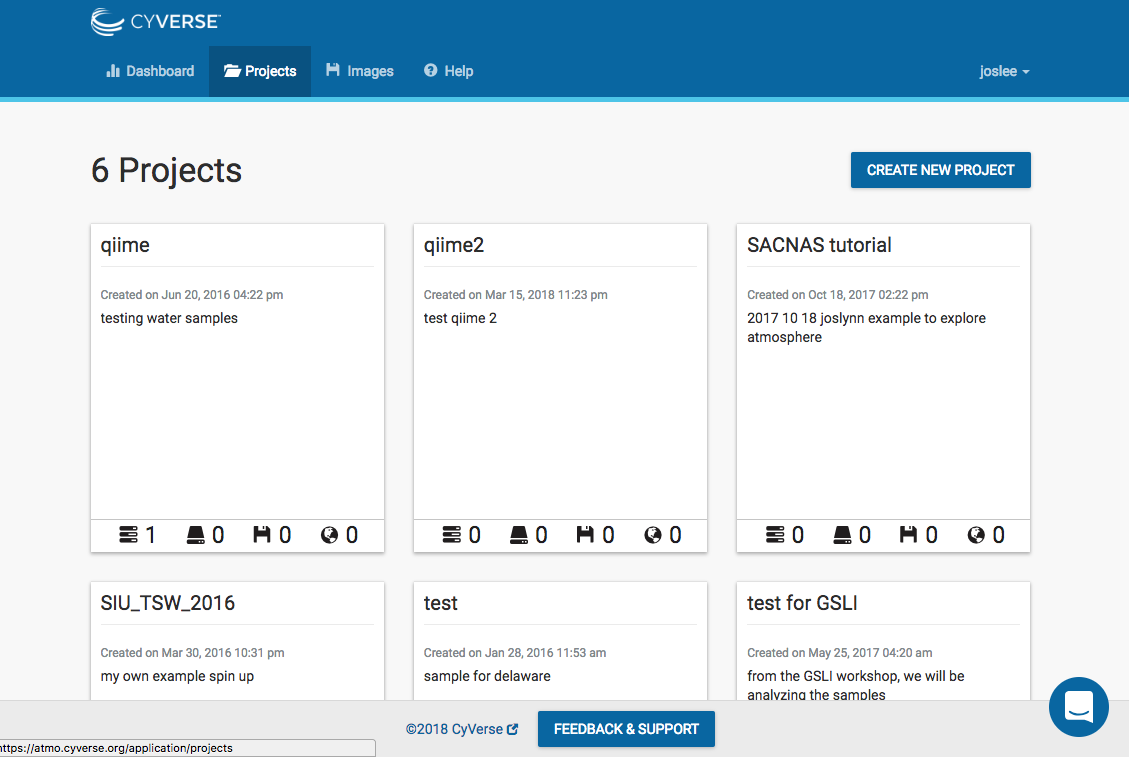 CYVERSE™
Dashboard Projects Images Help joslee
6 Projects CREATE NEW PROJECT
qiime
Created on Jun 20, 2016 04:22 pm
testing water samples
1 0 0 0
qiime2
Created on Mar 15, 2018 11:23 pm
test qiime 2
0 0 0 0
SACNAS tutorial
Created on Oct 18, 2017 02:22 pm
2017 10 18 joslynn example to explore
atmosphere
0 0 0 0
SIU_TSW_2016
Created on Mar 30, 2016 10:31 pm
my own example spin up
test
Created on Jan 28, 2016 11:53 am
sample for delaware
test for GSLI
Created on May 25, 2017 04:20 am
from the GSLI workshop, we will be
analyzing the samples
©2018 CyVerse FEEDBACK & SUPPORT
https://atmo.cyverse.org/application/projects